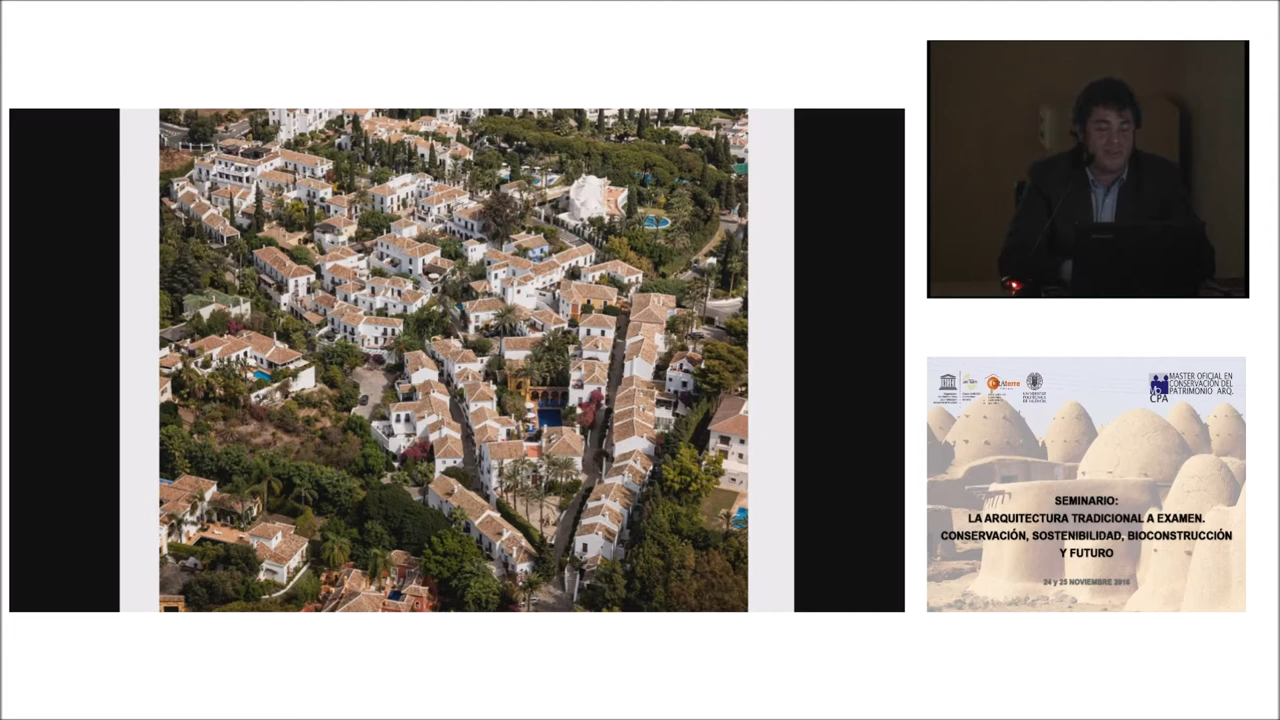 MASTER OFICIAL EN
CONSERVACIÓN DEL
PATRIMONIO ARQ.
CPA
SEMINARIO:
LA ARQUITECTURA TRADICIONAL A EXAMEN.
CONSERVACIÓN, SOSTENIBILIDAD, BIOCONSTRUCCIÓN
Y FUTURO
24 y 25 NOVIEMBRE 2016